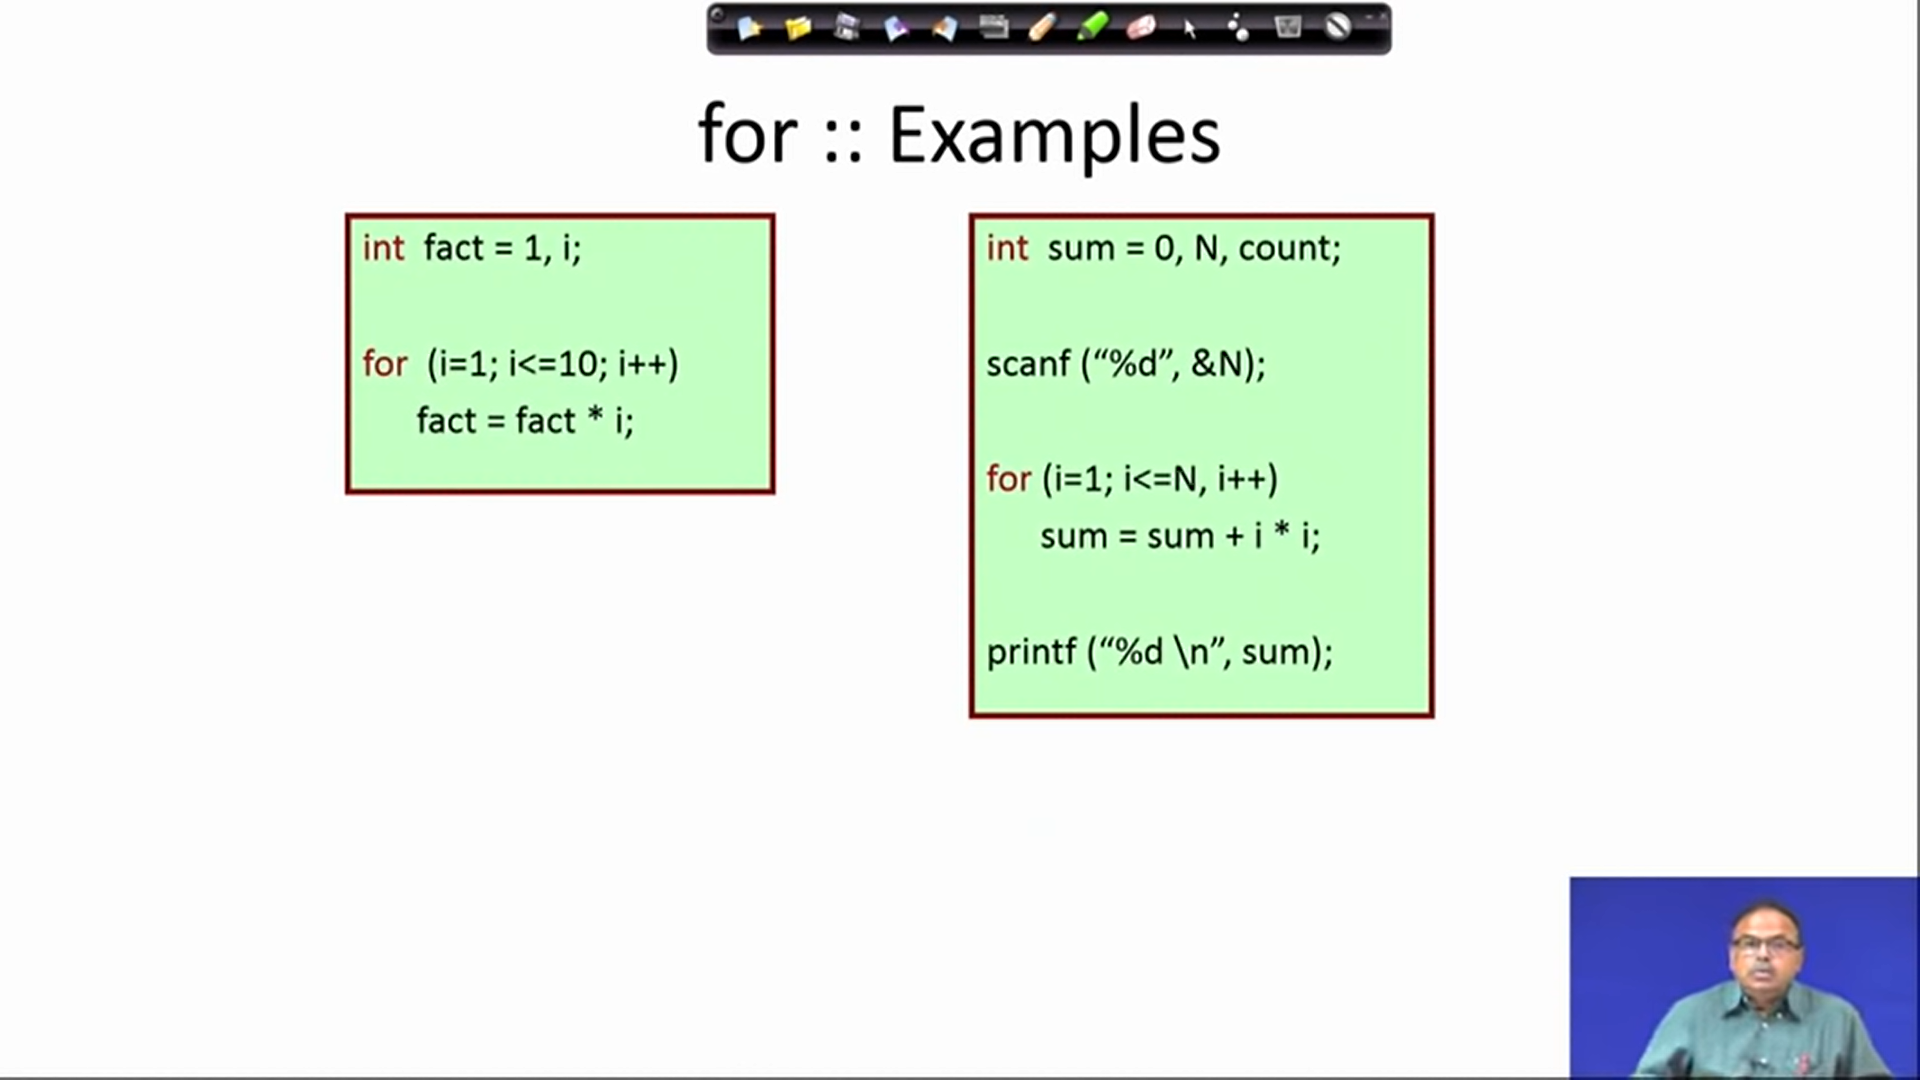 for :: Examples
int fact = 1, i;
for (i=1; i<=10; i++)
fact = fact * i;
int sum = 0, N, count;
scanf (“%d”, &N);
for (i=1; i<=N, i++)
sum = sum + i * i;
printf (“%d \n”, sum);